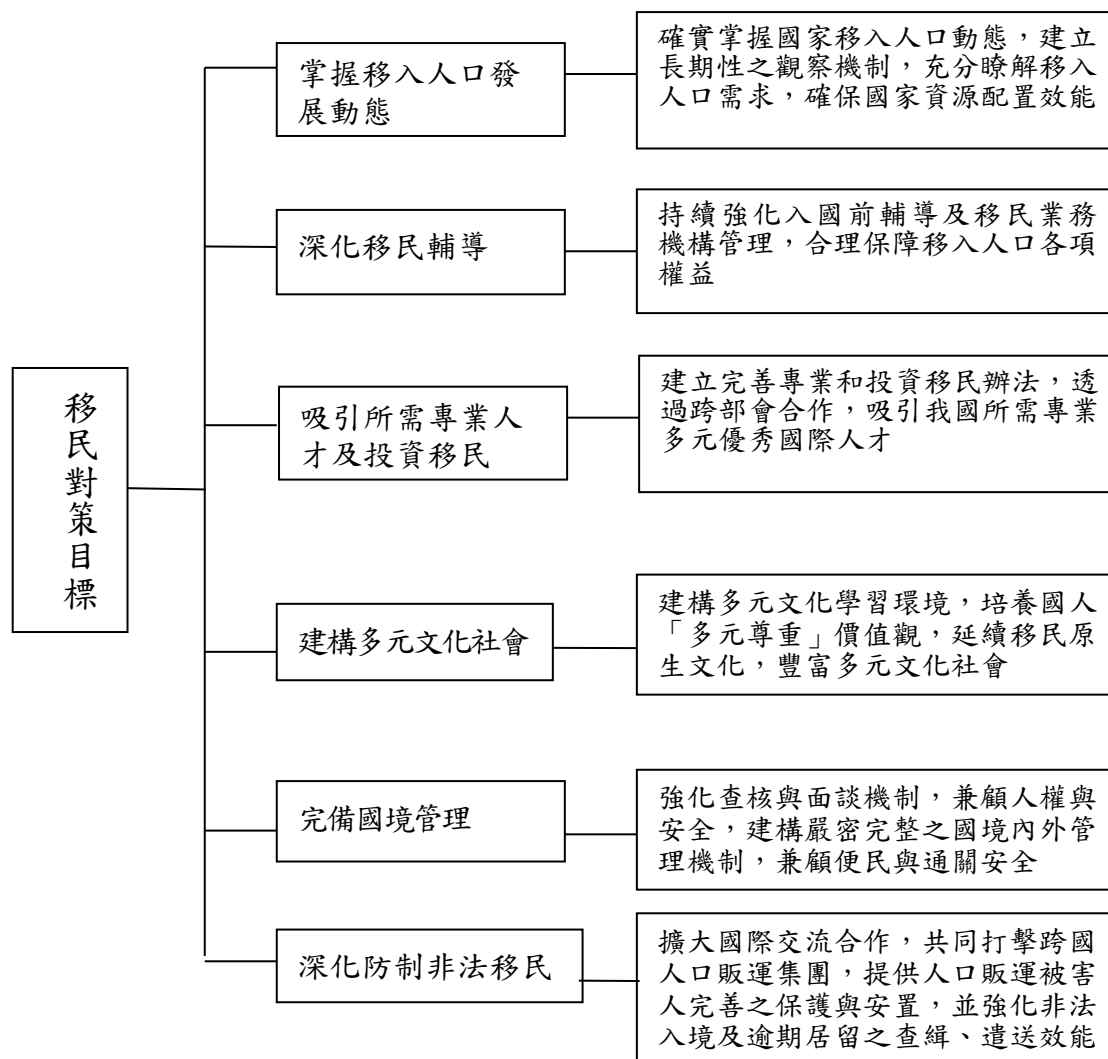 移民對策目標
掌握移入人口發
展動態
確實掌握國家移入人口動態，建立
長期性之觀察機制，充分瞭解移入
人口需求，確保國家資源配置效能
深化移民輔導
持續強化入國前輔導及移民業務
機構管理，合理保障移入人口各項
權益
吸引所需專業人
才及投資移民
建立完善專業和投資移民辦法，透
過跨部會合作，吸引我國所需專業
多元優秀國際人才
建構多元文化社會
建構多元文化學習環境，培養國人
「多元尊重」價值觀，延續移民原
生文化，豐富多元文化社會
完備國境管理
強化查核與面談機制，兼顧人權與
安全，建構嚴密完整之國境內外管
理機制，兼顧便民與通關安全
深化防制非法移民
擴大國際交流合作，共同打擊跨國
人口販運集團，提供人口販運被害
人完善之保護與安置，並強化非法
入境及逾期居留之查緝、遣送效能